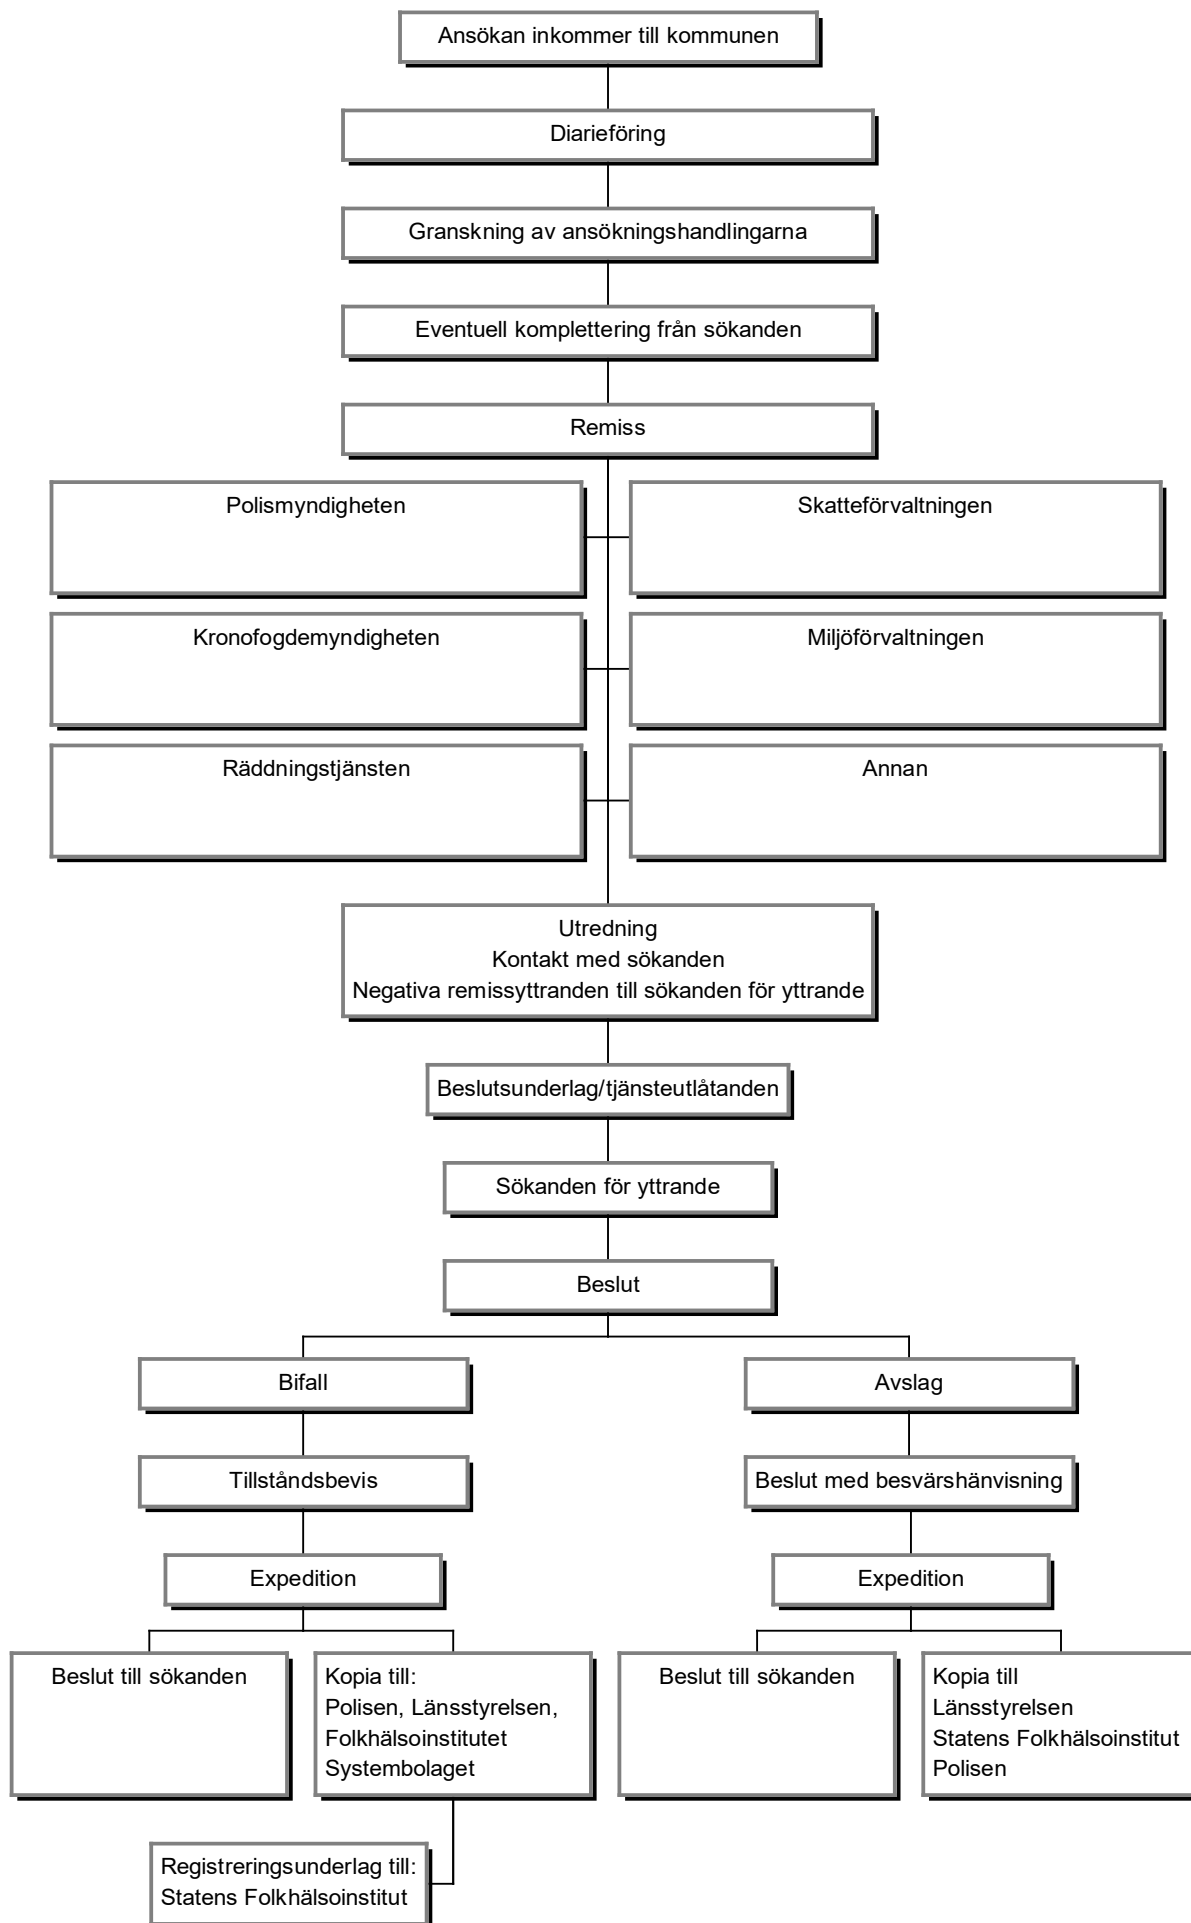 Ansökan inkommer till kommunen
Diarieföring
Granskning av ansökningshandlingarna
Eventuell komplettering från sökanden
Remiss
Polismyndigheten
Skatteförvaltningen
Kronofogdemyndigheten
Miljöförvaltningen
Räddningstjänsten
Annan
Utredning
Kontakt med sökanden
Negativa remissyttranden till sökanden för yttrande
Beslutsunderlag/tjänsteutlåtanden
Sökanden för yttrande
Beslut
Bifall
Avslag
Tillståndsbevis
Beslut med besvärshänvisning
Expedition
Expedition
Beslut till sökanden
Kopia till:
Polisen, Länsstyrelsen,
Folkhälsoinstitutet
Systembolaget
Beslut till sökanden
Kopia till
Länsstyrelsen
Statens Folkhälsoinstitut
Polisen
Registreringsunderlag till:
Statens Folkhälsoinstitut